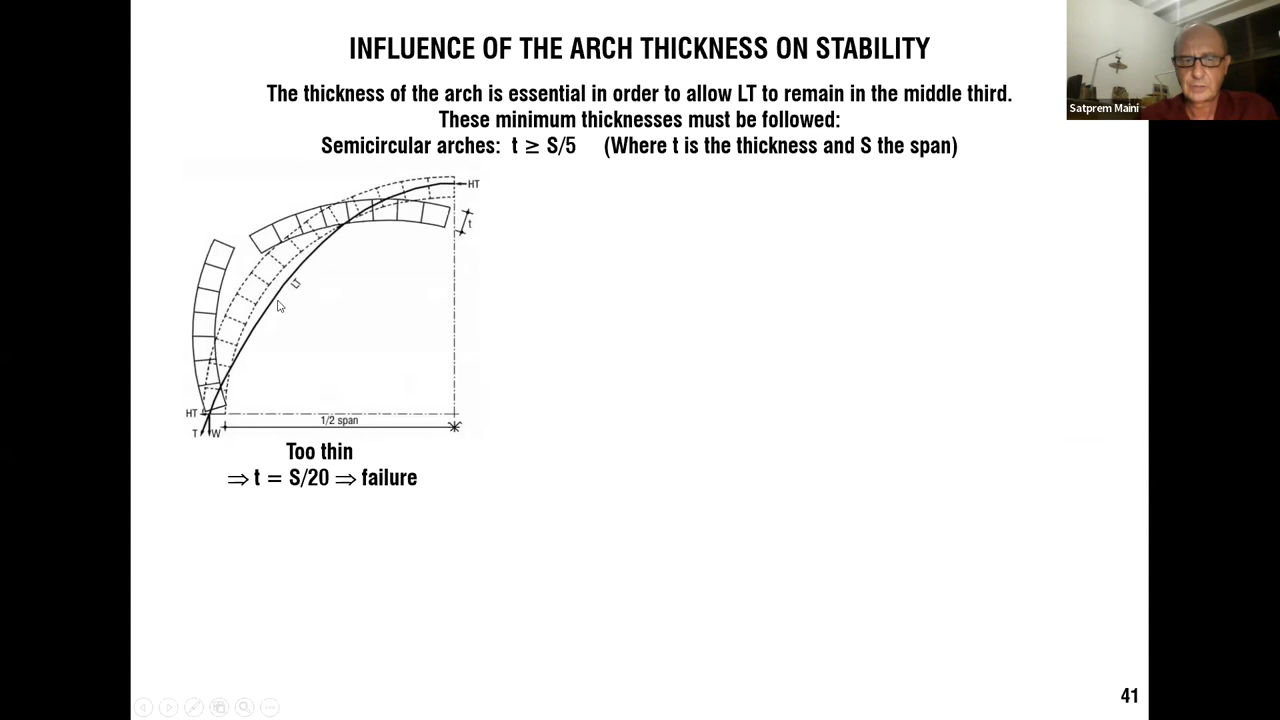 INFLUENCE OF THE ARCH THICKNESS ON STABILITY
The thickness of the arch is essential in order to allow LT to remain in the middle third.
These minimum thicknesses must be followed:
Semicircular arches: t ≥ S/5 (Where t is the thickness and S the span)
Satprem Maini
HT
t
LT
HT
1/2 span
T
W
Too thin
⇒ t = S/20 ⇒ failure
41